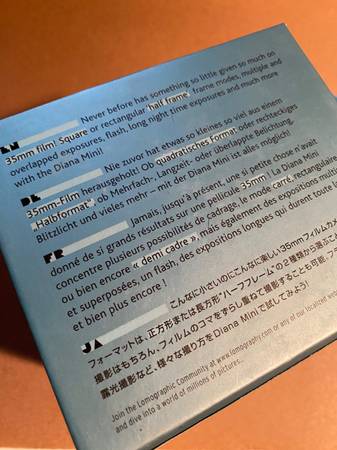 EN Never before has something so little given so much on
35mm film! Square or rectangular "half frame" frame modes, multiple and
overlapped exposures, flash, long night time exposures and much more
with the Diana Mini!
DE Nie zuvor hat etwas so kleines so viel aus einem
35mm-Film herausgeholt! Ob quadratisches Format oder rechteckiges
„Halbformat“, ob Mehrfach-, Langzeit- oder überlappte Belichtung,
Blitzlicht und vieles mehr – mit der Diana Mini ist alles möglich!
FR Jamais, jusqu'à présent, une si petite chose n'avait
donné de si grands résultats sur une pellicule 35mm ! La Diana Mini
concentre plusieurs possibilités de cadrage, le mode carré, rectangulaire
ou bien encore « demi cadre », mais également des expositions multiples
et superposées, un flash, des expositions longues qui durent toute
et bien plus encore !
JA こんなに小さいのにこんなに楽しい35mmフィルムカメ
フォーマットは、正方形または長方形"ハーフフレーム"の2種類から選ぶこ
撮影はもちろん、フィルムのコマをずらし重ねて撮影することも可能。フ
露光撮影など、様々な撮り方をDiana Miniで試してみよう!
Join the Lomographic Community at www.lomography.com or any of our localized
and dive into a world of millions of pictures...